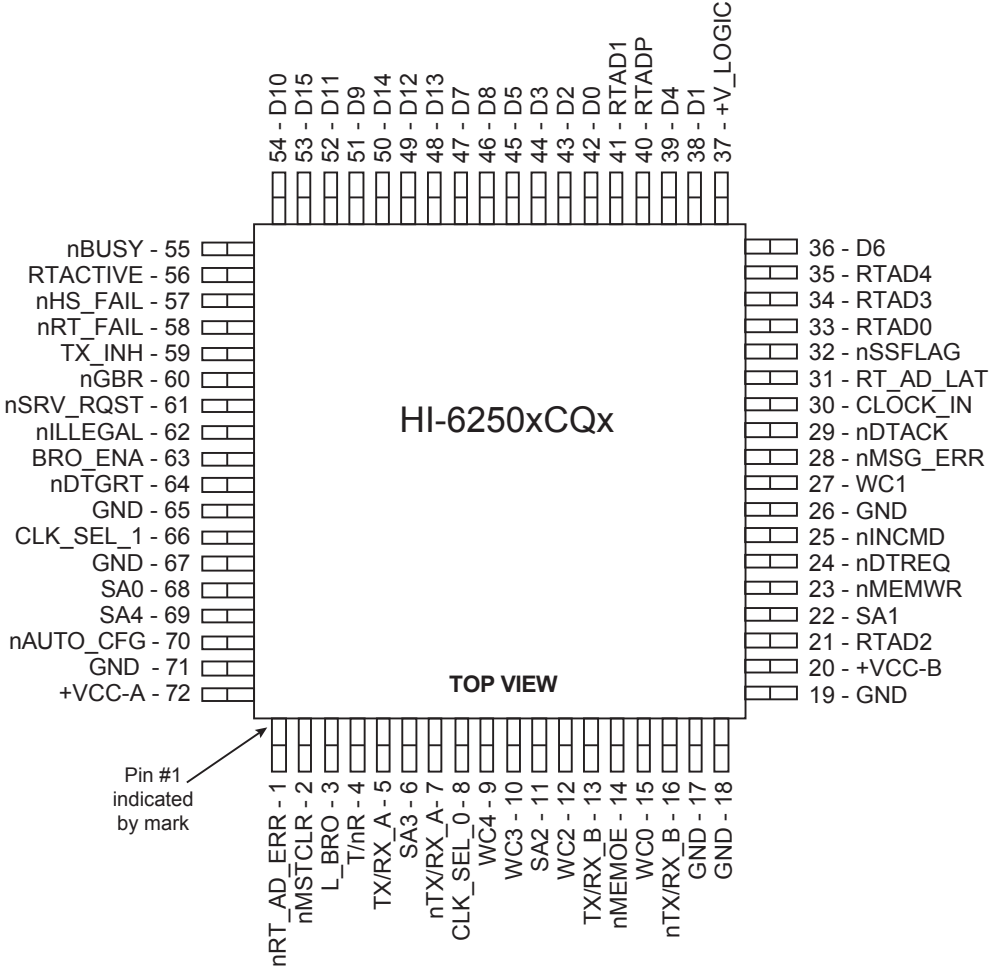 54 - D10
53 - D15
52 - D11
51 - D9
50 - D14
49 - D12
48 - D13
47 - D7
46 - D8
45 - D5
44 - D3
43 - D2
42 - D0
41 - RTAD1
40 - RTADP
39 - D4
38 - D1
37 - +V_LOGIC
nBUSY - 55
RTACTIVE - 56
nHS_FAIL - 57
nRT_FAIL - 58
TX_INH - 59
nGBR - 60
nSRV_RQST - 61
nILLEGAL - 62
BRO_ENA - 63
nDTGRT - 64
GND - 65
CLK_SEL_1 - 66
GND - 67
SA0 - 68
SA4 - 69
nAUTO_CFG - 70
GND - 71
+VCC-A - 72
HI-6250xCQx
TOP VIEW
36 - D6
35 - RTAD4
34 - RTAD3
33 - RTAD0
32 - nSSFLAG
31 - RT_AD_LAT
30 - CLOCK_IN
29 - nDTACK
28 - nMSG_ERR
27 - WC1
26 - GND
25 - nINCMD
24 - nDTREQ
23 - nMEMWR
22 - SA1
21 - RTAD2
20 - +VCC-B
19 - GND
Pin #1
indicated
by mark
nRT_AD_ERR - 1
nMSTCLR - 2
L_BRO - 3
T/nR - 4
TX/RX_A - 5
SA3 - 6
nTX/RX_A- 7
CLK_SEL_0 - 8
WC4 - 9
WC3 - 10
SA2 - 11
WC2 - 12
TX/RX_B - 13
nMEMOE - 14
WC0 - 15
nTX/RX_B - 16
GND - 17
GND - 18